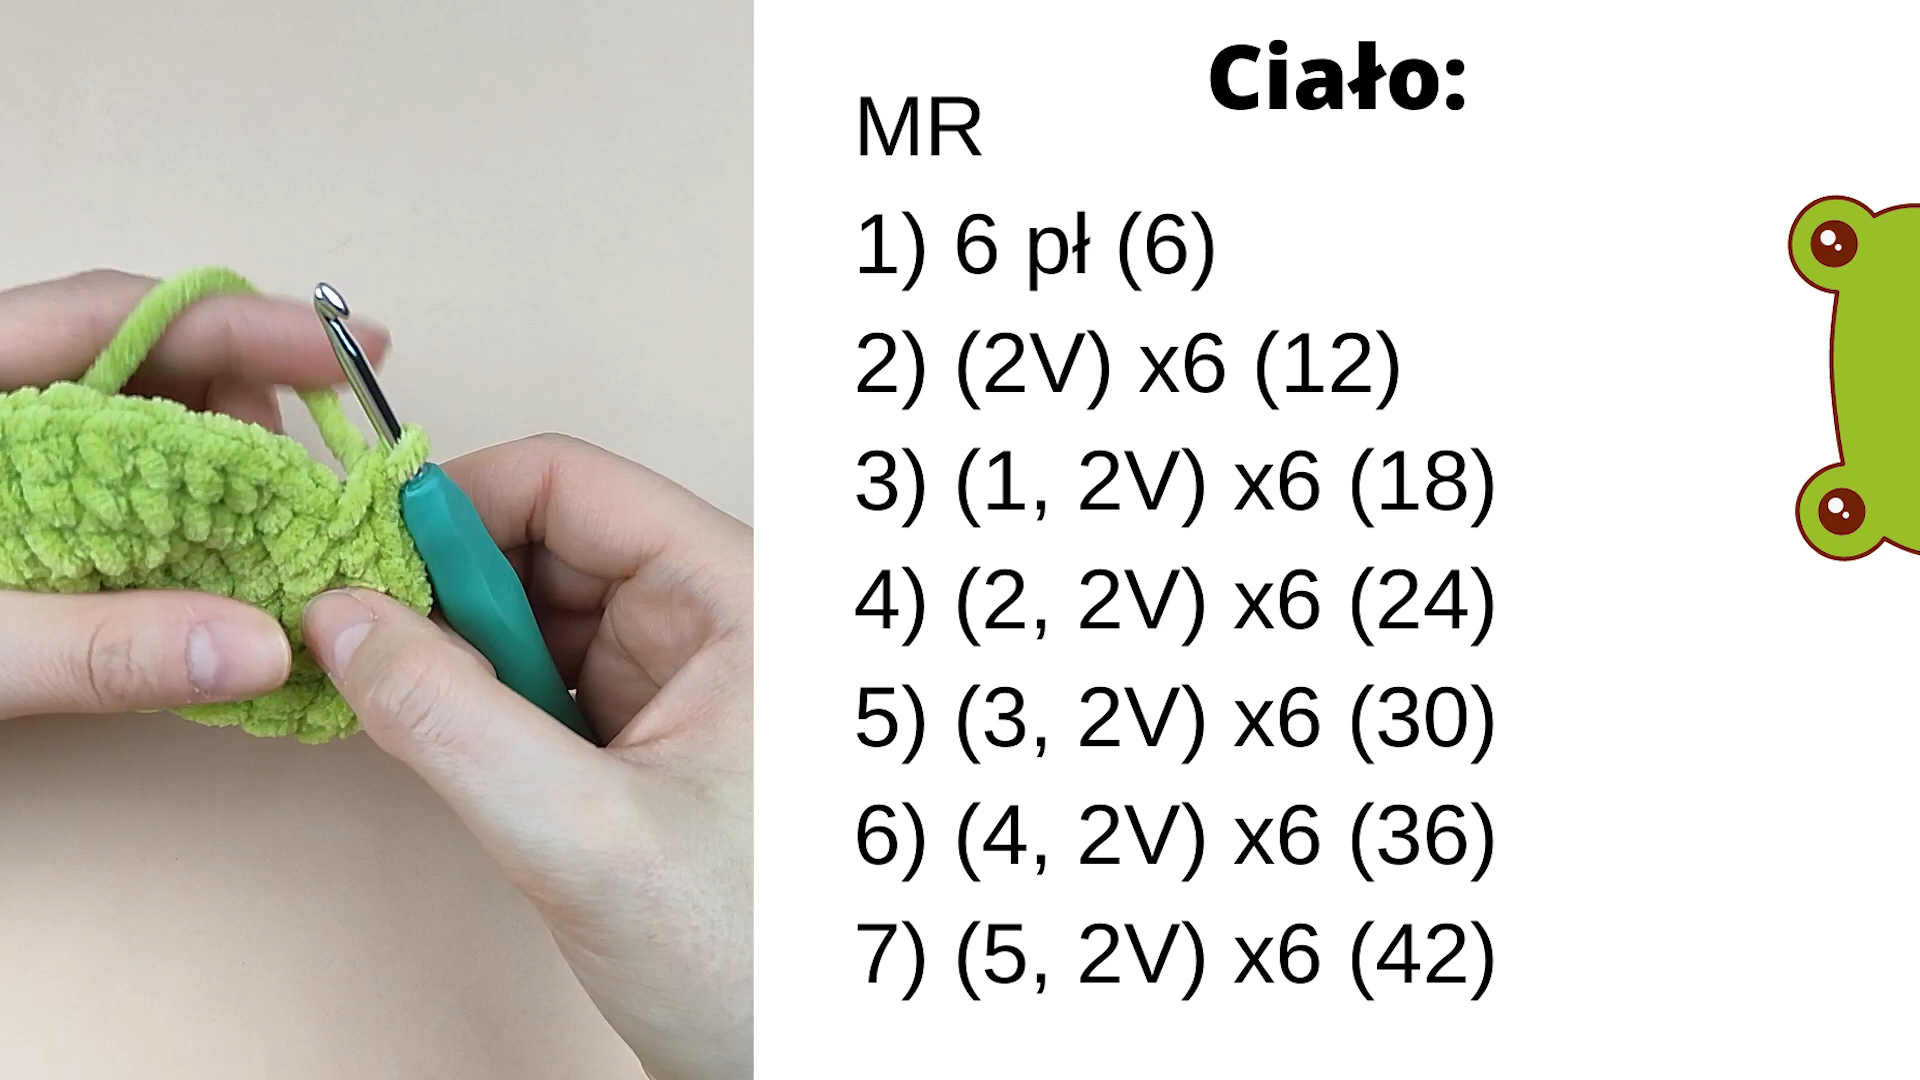 Ciało:
MR
1) 6 pł (6)
2) (2V) x6 (12)
3) (1, 2V) x6 (18)
4) (2, 2V) x6 (24)
5) (3, 2V) x6 (30)
6) (4, 2V) x6 (36)
7) (5, 2V) x6 (42)